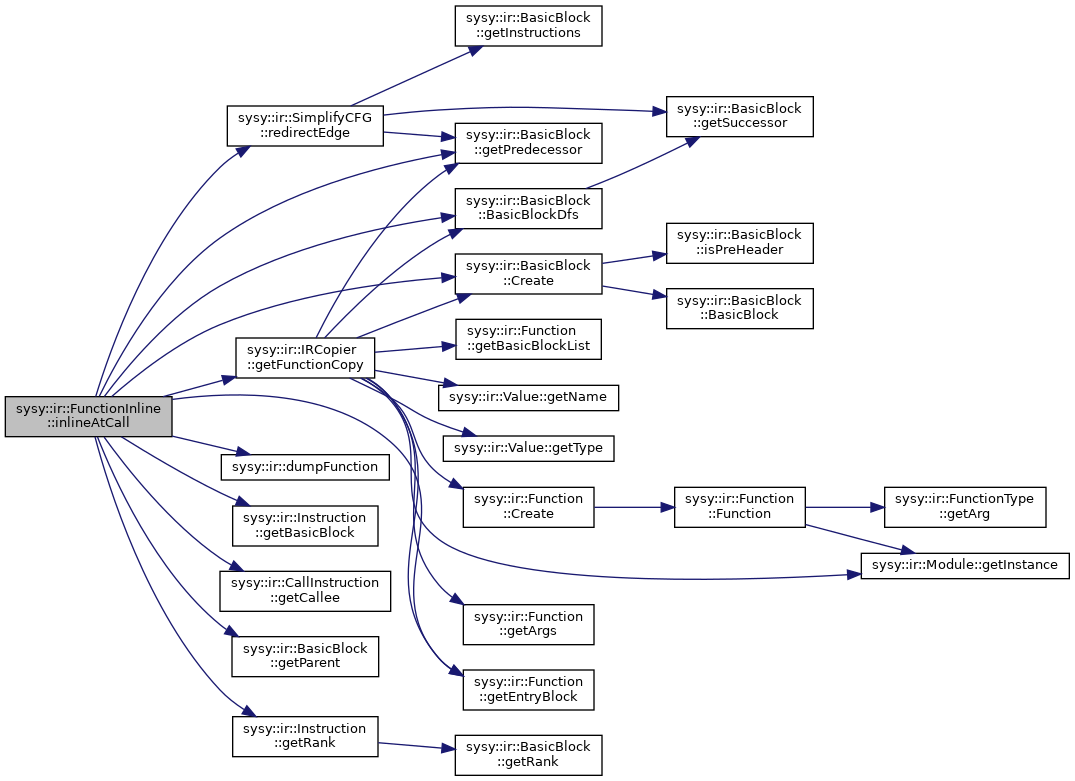 sysy::ir::BasicBlock
::getInstructions
sysy::ir::SimplifyCFG
::redirectEdge
sysy::ir::BasicBlock
::getSuccessor
sysy::ir::BasicBlock
::getPredecessor
sysy::ir::BasicBlock
::BasicBlockDfs
sysy::ir::BasicBlock
::isPreHeader
sysy::ir::BasicBlock
::Create
sysy::ir::BasicBlock
::BasicBlock
sysy::ir::Function
::getBasicBlockList
sysy::ir::IRCopier
::getFunctionCopy
sysy::ir::Value::getName
sysy::ir::FunctionInline
::inlineAtCall
sysy::ir::Value::getType
sysy::ir::dumpFunction
sysy::ir::Function
::Create
sysy::ir::Function
::Function
sysy::ir::FunctionType
::getArg
sysy::ir::Instruction
::getBasicBlock
sysy::ir::Module::getInstance
sysy::ir::CallInstruction
::getCallee
sysy::ir::Function
::getArgs
sysy::ir::BasicBlock
::getParent
sysy::ir::Function
::getEntryBlock
sysy::ir::Instruction
::getRank
sysy::ir::BasicBlock
::getRank